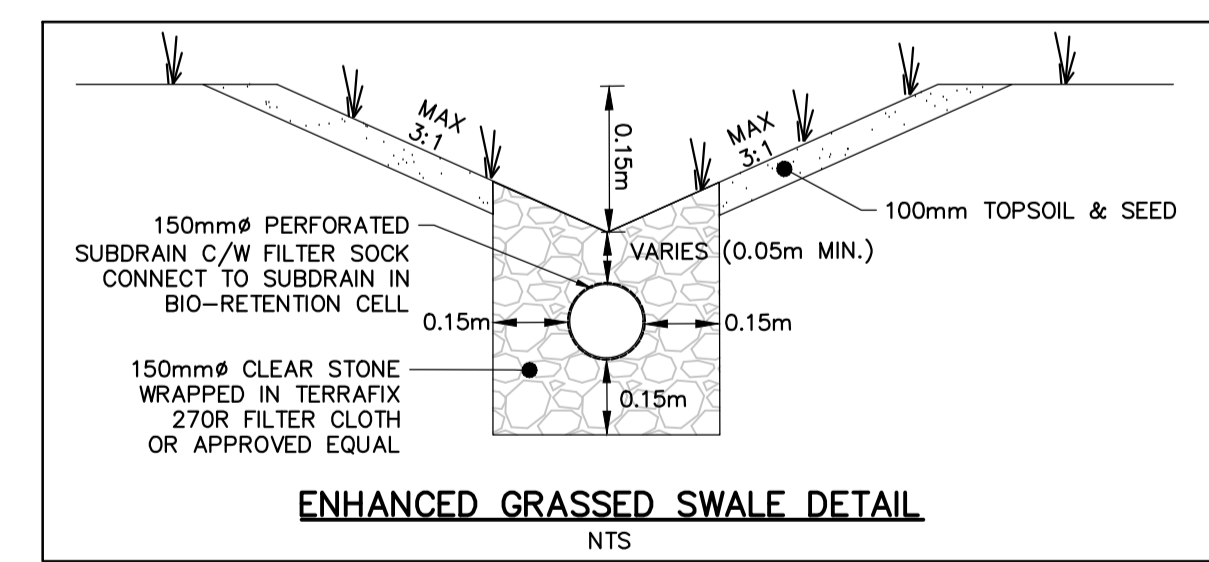 MAX
3:1
0.15m
MAX
3:1
150mmø PERFORATED
SUBDRAIN C/W FILTER SOCK
CONNECT TO SUBDRAIN IN
BIO-RETENTION CELL
100mm TOPSOIL & SEED
VARIES (0.05m MIN.)
0.15m
0.15m
150mmø CLEAR STONE
WRAPPED IN TERRAFIX
270R FILTER CLOTH
OR APPROVED EQUAL
0.15m
ENHANCED GRASSED SWALE DETAIL
NTS